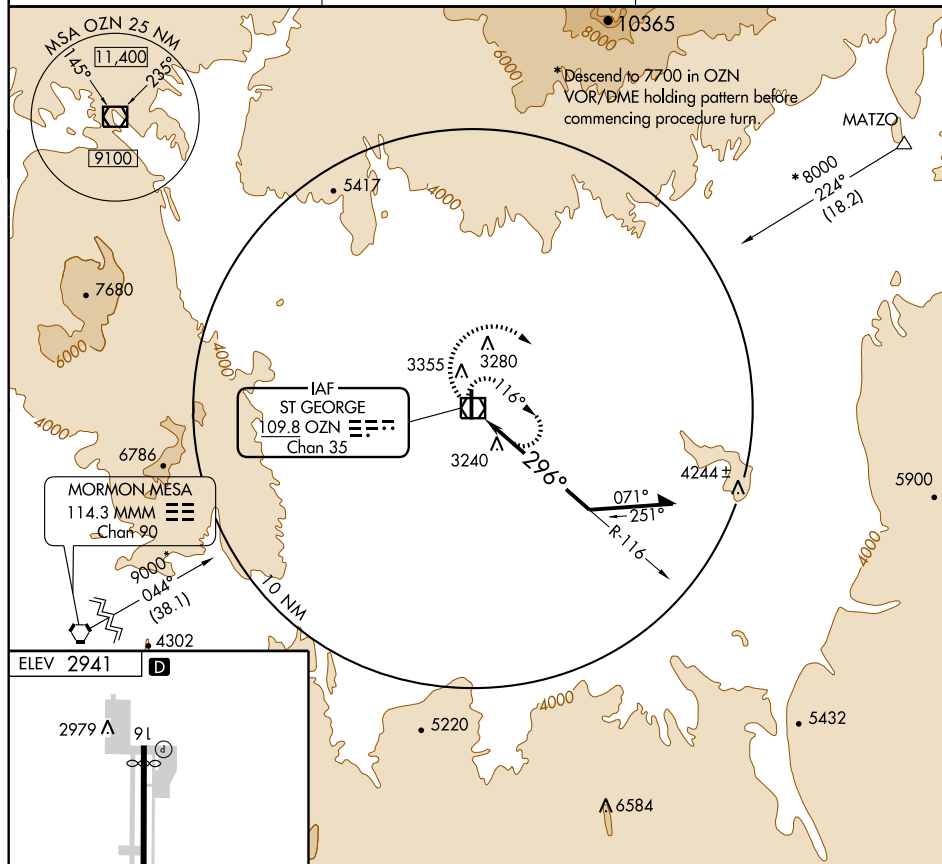 MSA OZN 25 NM
145°
11,400
235°
9100
10365
8000
6000
*Descend to 7700 in OZN
VOR/DME holding pattern before
commencing procedure turn.
MATZO
* 8000
224°
(18.2)
5417
4000
4000
7680
6000
4000
3355
3280
IAF
ST GEORGE
109.8 OZN
Chan 35
116°
3240
296°
4244 ±
071°
251°
R-116
5900
4000
4000
6786
MORMON MESA
114.3 MMM
Chan 90
9000*
044°
(38.1)
10 NM
4302
ELEV 2941
D
2979
16
P
5220
4000
5432
6584